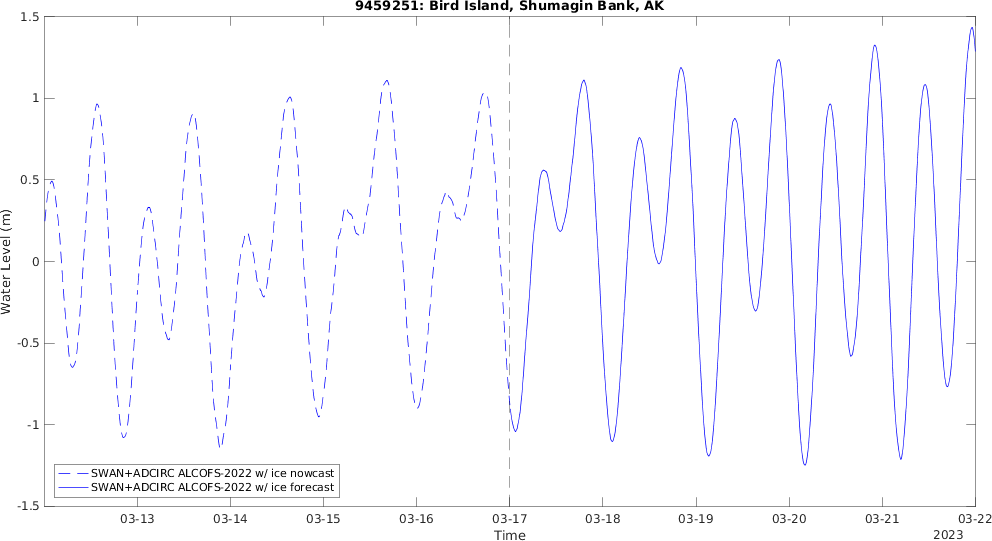 9459251: Bird Island, Shumagin Bank, AK
1.5
1
0.5
0
-0.5
-1
-1.5
Water Level (m)
SWAN+ADCIRC ALCOFS-2022 w/ ice nowcast
SWAN+ADCIRC ALCOFS-2022 w/ ice forecast
03-13 03-14 03-15 03-16 03-17 03-18 03-19 03-20 03-21 03-22
Time
2023